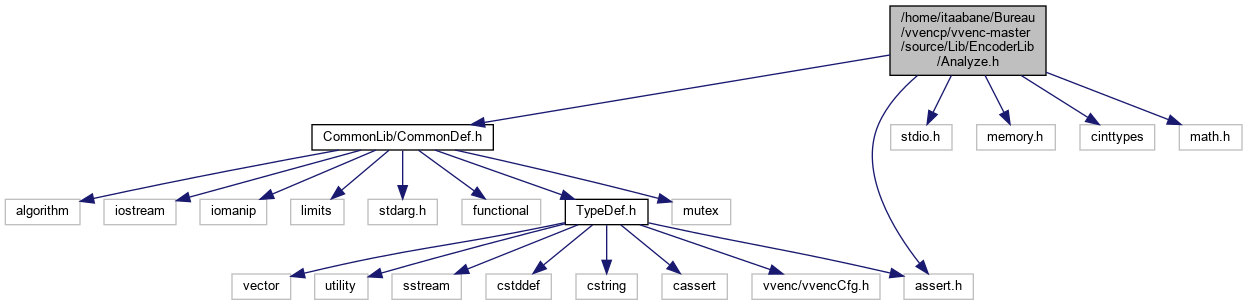 /home/itaabane/Bureau
/vvencp/vvenc-master
/source/Lib/EncoderLib
/Analyze.h
CommonLib/CommonDef.h
stdio.h
memory.h
cinttypes
math.h
algorithm
iostream
iomanip
limits
stdarg.h
functional
TypeDef.h
mutex
vector
utility
sstream
cstddef
cstring
cassert
vvenc/vvencCfg.h
assert.h